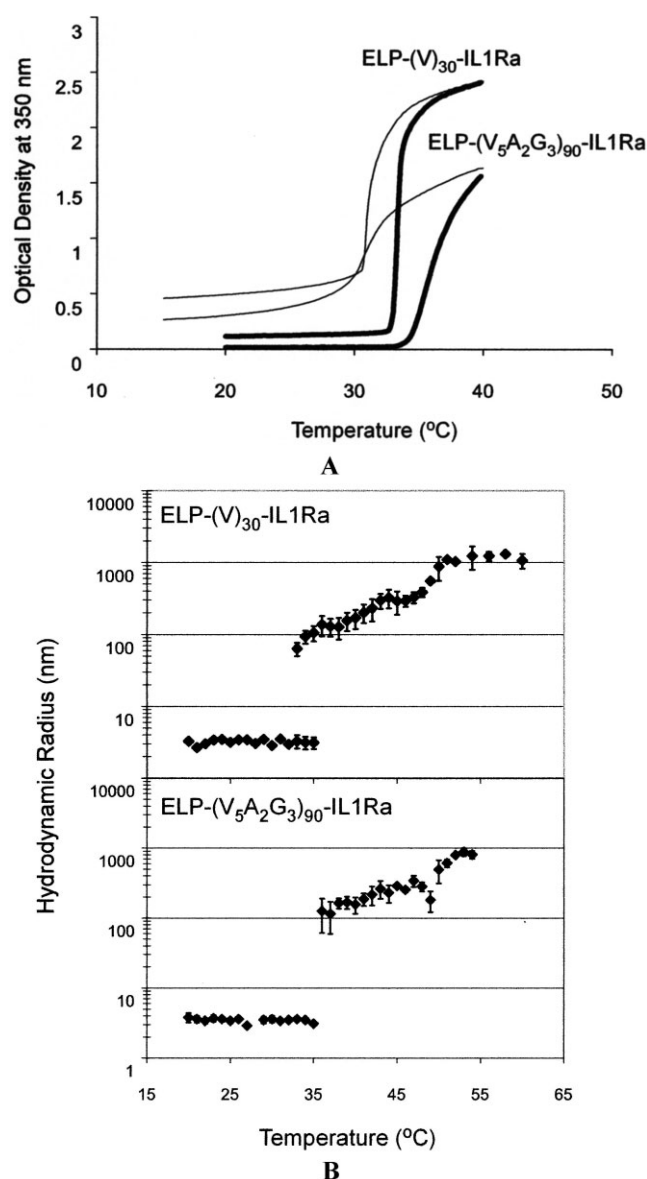 3
2.5
2
1.5
1
0.5
0
Optical Density at 350 nm
ELP-(V)₃₀-IL1Ra
ELP-(V₅A₂G₃)₉₀-IL1Ra
10 20 30 40 50
Temperature (°C)
A
Hydrodynamic Radius (nm)
10000
ELP-(V)₃₀-IL1Ra
1000
100
10
10000
ELP-(V₅A₂G₃)₉₀-IL1Ra
1000
100
10
1
15 25 35 45 55 65
Temperature (°C)
B